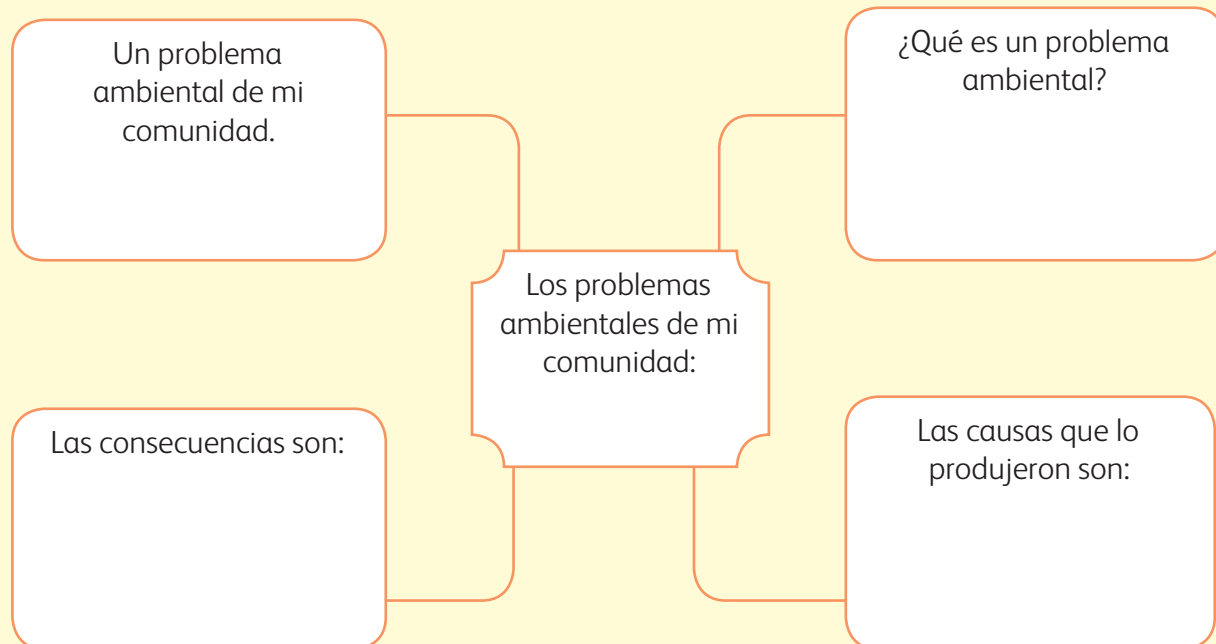 Un problema
ambiental de mi
comunidad.
¿Qué es un problema
ambiental?
Los problemas
ambientales de mi
comunidad:
Las consecuencias son:
Las causas que lo
produjeron son: